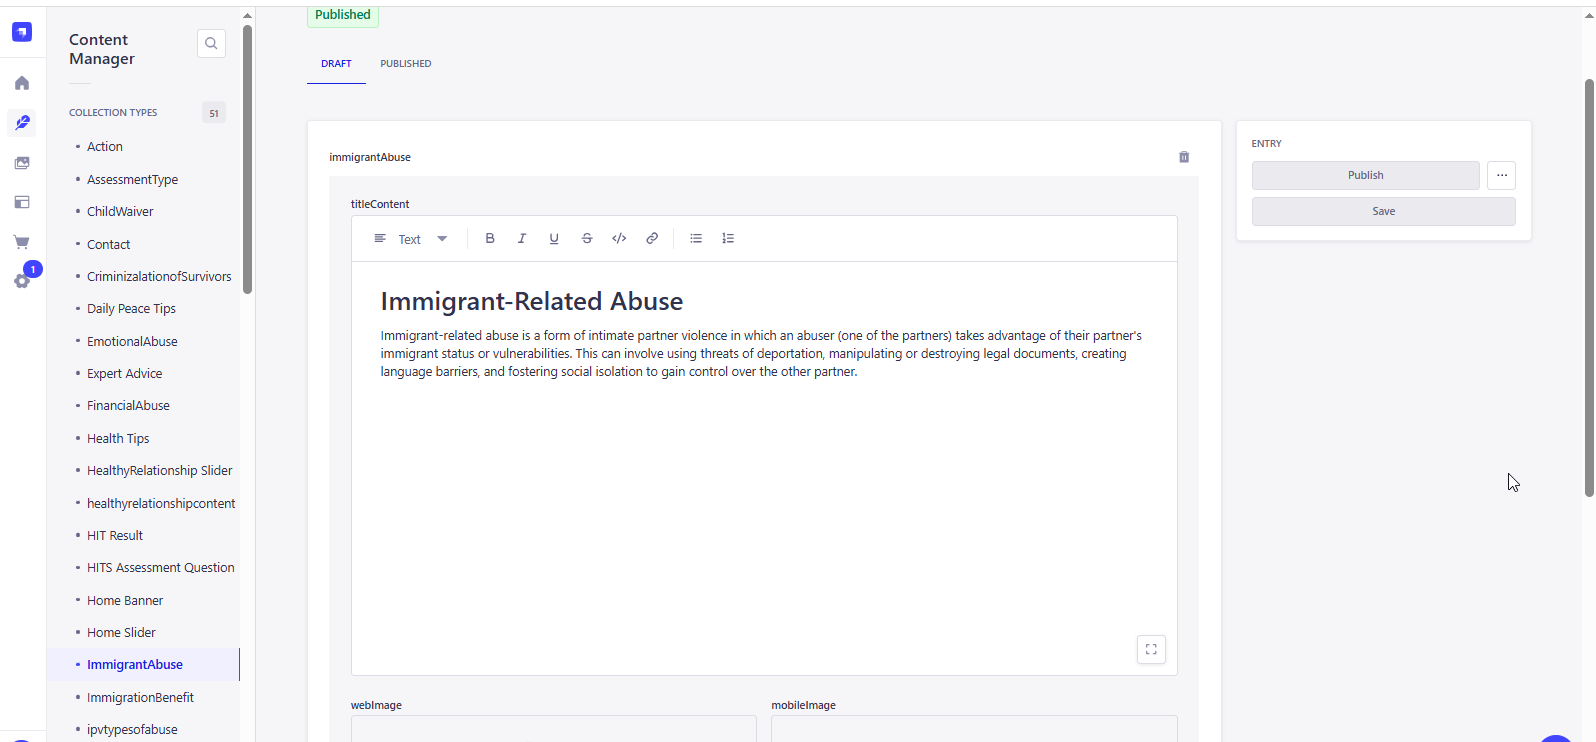 Published
Content
Manager
DRAFT
PUBLISHED
COLLECTION TYPES
51
Action
AssessmentType
ChildWaiver
Contact
CriminizalationofSurvivors
1
Daily Peace Tips
EmotionalAbuse
Expert Advice
FinancialAbuse
Health Tips
HealthyRelationship Slider
healthyrelationshipcontent
HIT Result
HITS Assessment Question
Home Banner
Home Slider
ImmigrantAbuse
ImmigrationBenefit
ipvtypesofabuse
immigrantAbuse
titleContent
Text
B I U S </>
Immigrant-Related Abuse
Immigrant-related abuse is a form of intimate partner violence in which an abuser (one of the partners) takes advantage of their partner's
immigrant status or vulnerabilities. This can involve using threats of deportation, manipulating or destroying legal documents, creating
language barriers, and fostering social isolation to gain control over the other partner.
webImage
mobileImage
ENTRY
Publish
...
Save